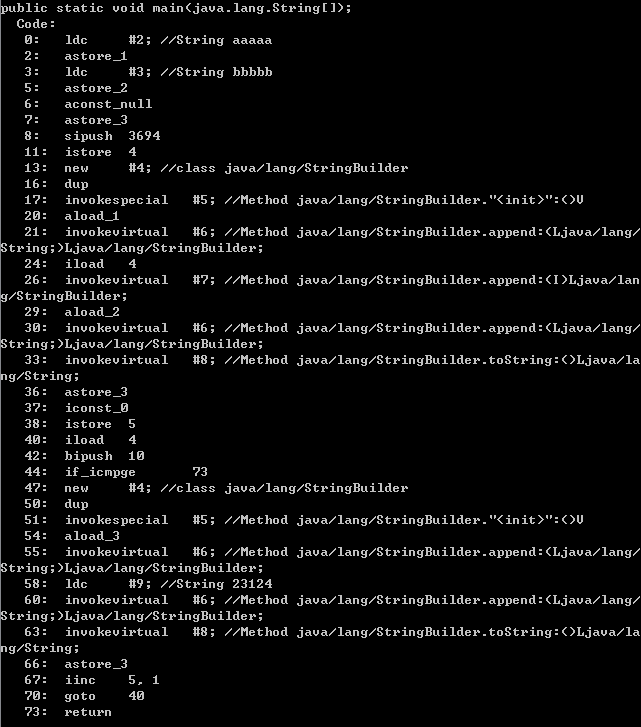 public static void main(java.lang.String[]);
  Code:
   0:   ldc     #2; //String aaaaa
   2:   astore_1
   3:   ldc     #3; //String bbbbb
   5:   astore_2
   6:   aconst_null
   7:   astore_3
   8:   sipush  3694
   11:  istore  4
   13:  new     #4; //class java/lang/StringBuilder
   16:  dup
   17:  invokespecial   #5; //Method java/lang/StringBuilder."<init>":()V
   20:  aload_1
   21:  invokevirtual   #6; //Method java/lang/StringBuilder.append:(Ljava/lang/
String;)Ljava/lang/StringBuilder;
   24:  iload   4
   26:  invokevirtual   #7; //Method java/lang/StringBuilder.append:(I)Ljava/lan
g/StringBuilder;
   29:  aload_2
   30:  invokevirtual   #6; //Method java/lang/StringBuilder.append:(Ljava/lang/
String;)Ljava/lang/StringBuilder;
   33:  invokevirtual   #8; //Method java/lang/StringBuilder.toString:()Ljava/la
ng/String;
   36:  astore_3
   37:  iconst_0
   38:  istore  5
   40:  iload   4
   42:  bipush  10
   44:  if_icmpge       73
   47:  new     #4; //class java/lang/StringBuilder
   50:  dup
   51:  invokespecial   #5; //Method java/lang/StringBuilder."<init>":()V
   54:  aload_3
   55:  invokevirtual   #6; //Method java/lang/StringBuilder.append:(Ljava/lang/
String;)Ljava/lang/StringBuilder;
   58:  ldc     #9; //String 23124
   60:  invokevirtual   #6; //Method java/lang/StringBuilder.append:(Ljava/lang/
String;)Ljava/lang/StringBuilder;
   63:  invokevirtual   #8; //Method java/lang/StringBuilder.toString:()Ljava/la
ng/String;
   66:  astore_3
   67:  iinc    5, 1
   70:  goto    40
   73:  return